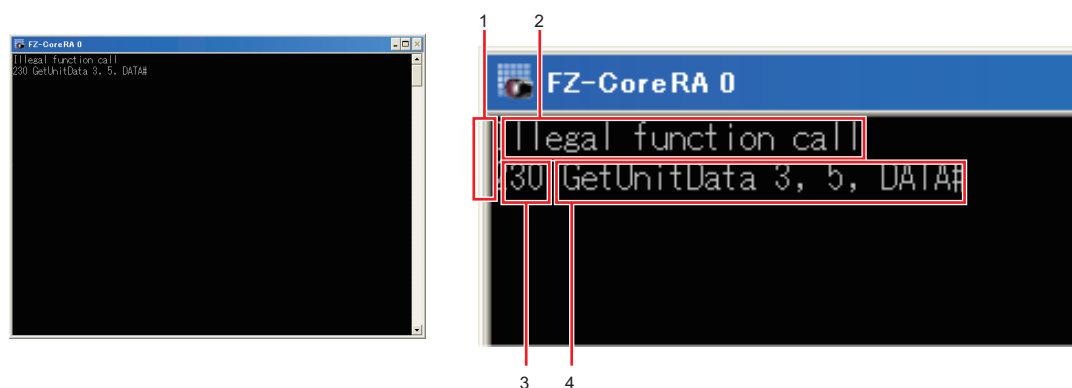 FZ-CoreRA 0
Illegal function call
230 GetUnitData 3, 5, DATA#
1 2
FZ-CoreRA 0
Illegal function call
230 GetUnitData 3, 5, DATA#
3 4